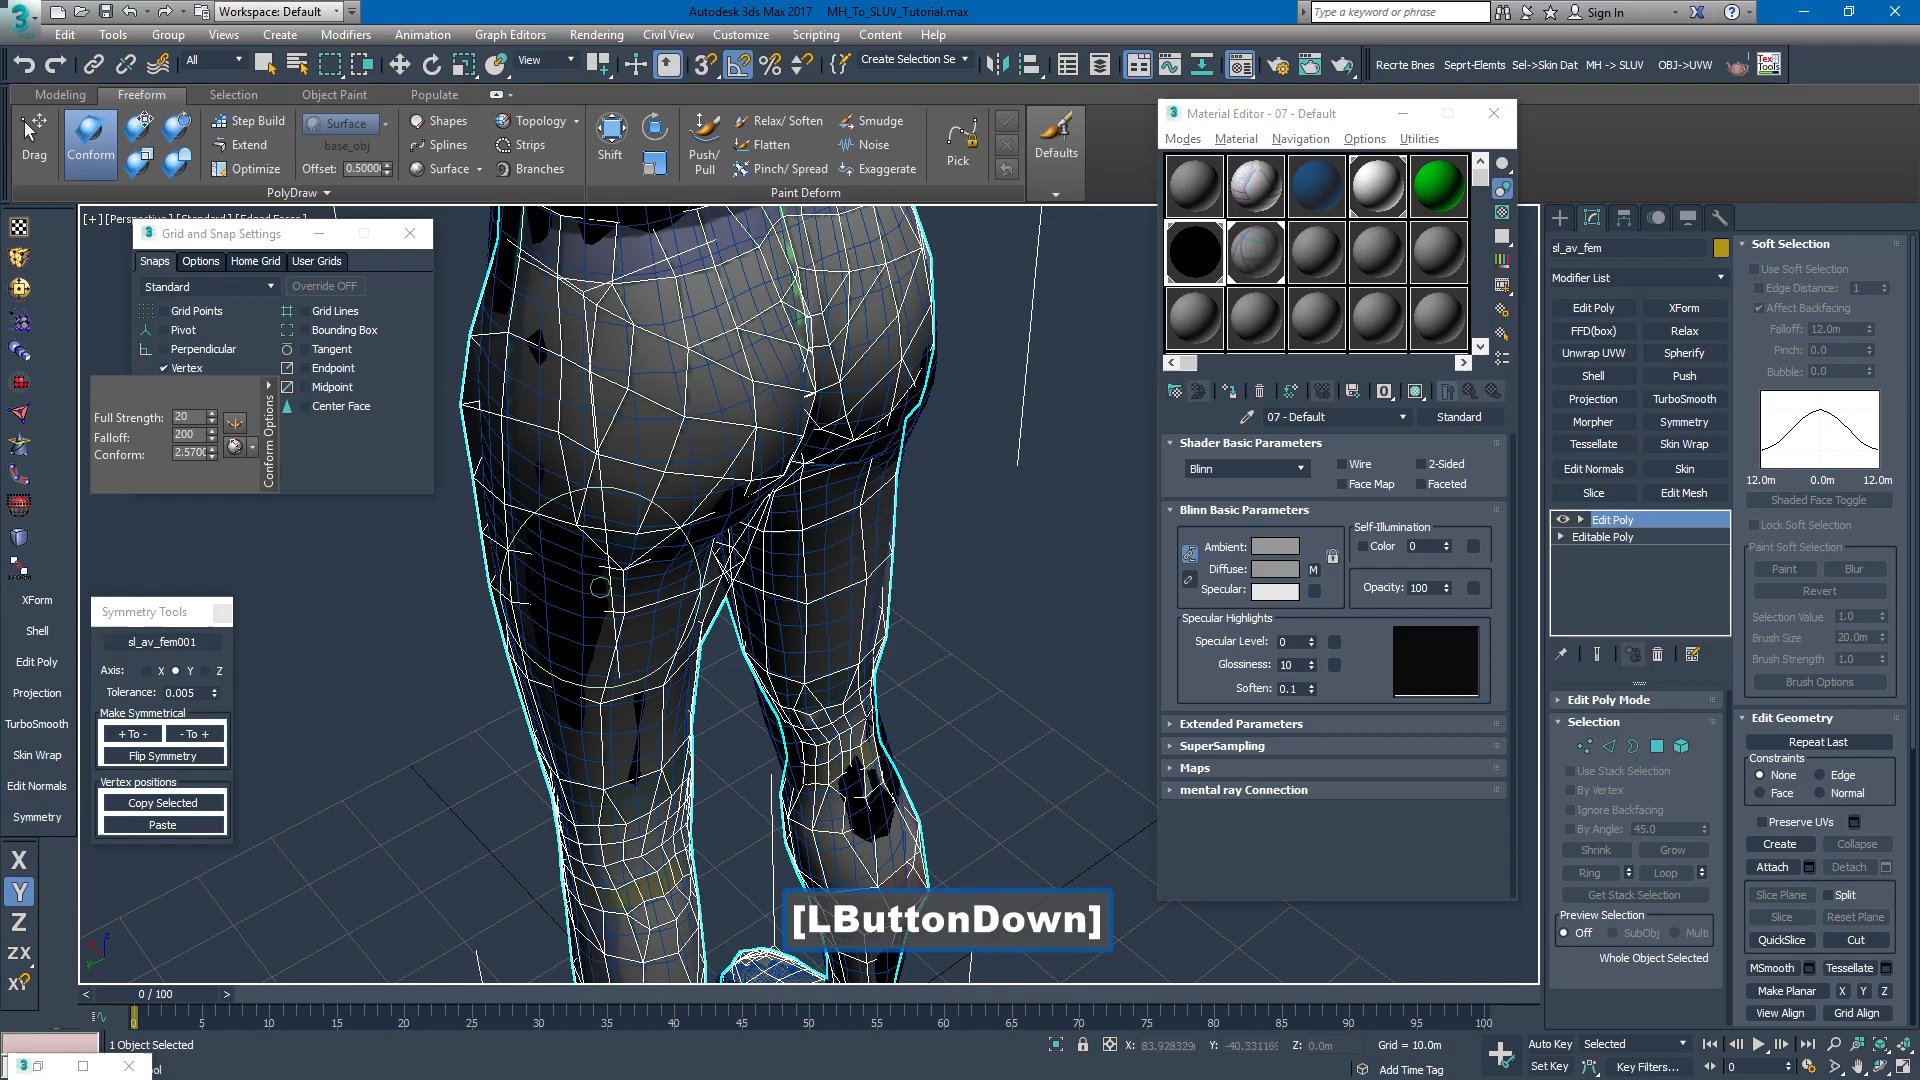 Workspace: Default
Autodesk 3ds Max 2017 MH_To_SLUV_Tutorial.max
Type a keyword or phrase
Sign In
Edit Tools Group Views Create Modifiers Animation Graph Editors Rendering Civil View Customize Scripting Content Help
All
View
Create Selection Se
Recrte Bnes Seprt-Elemts Sel->Skin Dat MH -> SLUV OBJ->UVW
Modeling Freeform Selection Object Paint Populate
Drag
Conform
Step Build
Extend
Optimize
Surface
base_obj
Offset: 0.5000
Shapes
Splines
Surface
Topology
Strips
Branches
Shift
Push/
Pull
Relax/ Soften
Flatten
Pinch/ Spread
Smudge
Noise
Exaggerate
Pick
Defaults
PolyDraw
Paint Deform
[+] [Perspective] [Standard] [Edged Faces]
Grid and Snap Settings
Snaps Options Home Grid User Grids
Standard
Override OFF
Grid Points Grid Lines
Pivot Bounding Box
Perpendicular Tangent
Vertex Endpoint
Midpoint
Center Face
Full Strength: 20
Falloff: 200
Conform: 2.5700
Conform Options
XForm
Shell
Edit Poly
Projection
TurboSmooth
Skin Wrap
Edit Normals
Symmetry
X
Y
Z
ZX
XY
Symmetry Tools
sl_av_fem001
Axis: X Y Z
Tolerance: 0.005
Make Symmetrical
+ To - - To +
Flip Symmetry
Vertex positions
Copy Selected
Paste
[LButtonDown]
Material Editor - 07 - Default
Modes Material Navigation Options Utilities
07 - Default Standard
Shader Basic Parameters
Blinn
Wire 2-Sided
Face Map Faceted
Blinn Basic Parameters
Self-Illumination
Color 0
Ambient:
Diffuse: M
Specular:
Opacity: 100
Specular Highlights
Specular Level: 0
Glossiness: 10
Soften: 0.1
Extended Parameters
SuperSampling
Maps
mental ray Connection
sl_av_fem
Modifier List
Edit Poly XForm
FFD(box) Relax
Unwrap UVW Spherify
Shell Push
Projection TurboSmooth
Morpher Symmetry
Tessellate Skin Wrap
Edit Normals Skin
Slice Edit Mesh
Edit Poly
Editable Poly
Edit Poly Mode
Selection
Use Stack Selection
By Vertex
Ignore Backfacing
By Angle: 45.0
Shrink Grow
Ring Loop
Get Stack Selection
Preview Selection
Off SubObj Multi
Whole Object Selected
Soft Selection
Use Soft Selection
Edge Distance: 1
Affect Backfacing
Falloff: 12.0m
Pinch: 0.0
Bubble: 0.0
12.0m 0.0m 12.0m
Shaded Face Toggle
Lock Soft Selection
Paint Soft Selection
Paint Blur
Revert
Selection Value 1.0
Brush Size 20.0m
Brush Strength 1.0
Brush Options
Edit Geometry
Repeat Last
Constraints
None Edge
Face Normal
Preserve UVs
Create Collapse
Attach Detach
Slice Plane Split
Slice Reset Plane
QuickSlice Cut
MSmooth Tessellate
Make Planar X Y Z
View Align Grid Align
< 0 / 100 >
0 5 10 15 20 25 30 35 40 45 50 55 60 65 70 75 80 85 90 95 100
1 Object Selected
X: 83.928329 Y: -40.331169 Z: 0.0m Grid = 10.0m
Add Time Tag
Auto Key Selected
Set Key Key Filters...
0